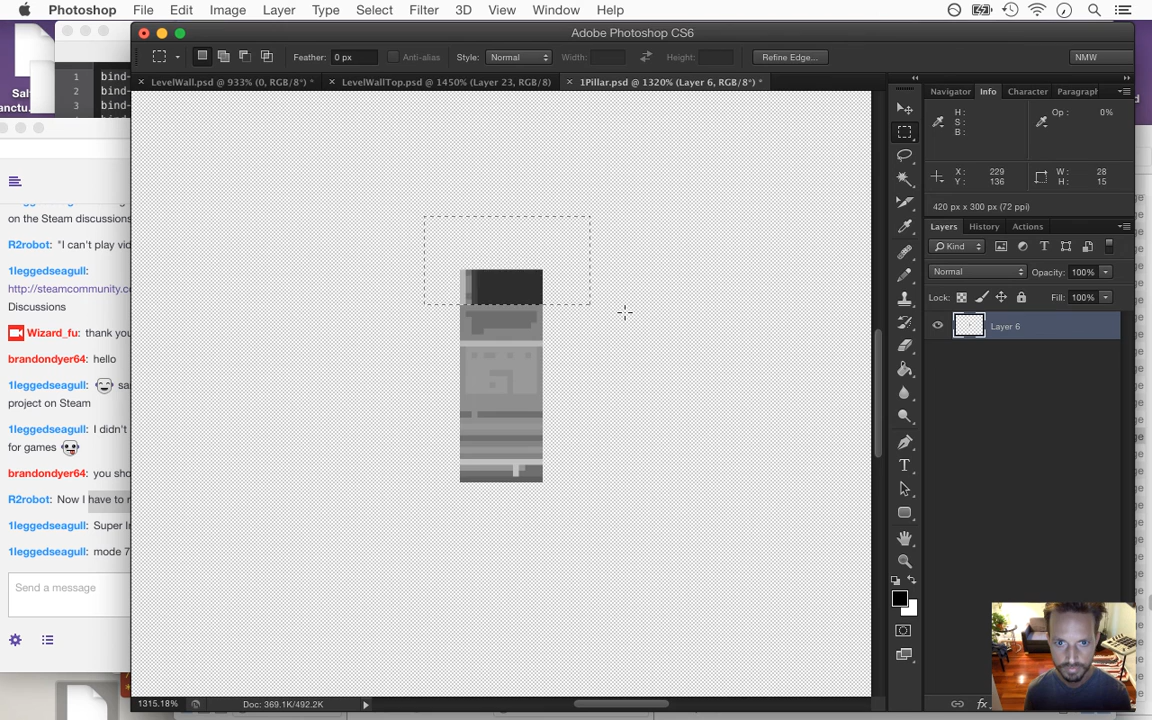 Photoshop File Edit Image Layer Type Select Filter 3D View Window Help
Adobe Photoshop CS6
Feather: 0 px Anti-alias Style: Normal Width: Height: Refine Edge... NMW
LevelWall.psd @ 933% (0, RGB/8*) * LevelWallTop.psd @ 1450% (Layer 23, RGB/8) 1Pillar.psd @ 1320% (Layer 6, RGB/8*) *
Navigator Info Character Paragraph
H: Op: 0%
S:
B:
X: 229 W: 28
Y: 136 H: 15
420 px x 300 px (72 ppi)
Layers History Actions
Kind
Normal Opacity: 100%
Lock: Fill: 100%
Layer 6
1 bind-
2 bind-
3 bind-
4 bind-
on the Steam discussions
R2robot: "I can't play vid
1leggedseagull:
http://steamcommunity.c
Discussions
Wizard_fu: thank you
brandondyer64: hello
1leggedseagull:
project on Steam
1leggedseagull: I didn't
for games
brandondyer64: you sho
R2robot: Now I have to r
1leggedseagull: Super In
1leggedseagull: mode 7
Send a message
1315.18% Doc: 369.1K/492.2K
fx